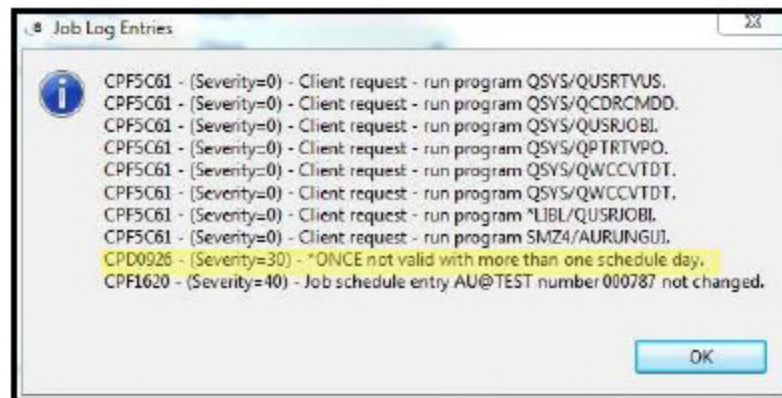 Job Log Entries
CPF5C61 - (Severity=0) - Client request - run program QSYS/QUSRTVUS.
CPF5C61 - (Severity=0) - Client request - run program QSYS/QCDRCMDD.
CPF5C61 - (Severity=0) - Client request - run program QSYS/QUSRJOBI.
CPF5C61 - (Severity=0) - Client request - run program QSYS/QPTRTVPO.
CPF5C61 - (Severity=0) - Client request - run program QSYS/QWCCVTDT.
CPF5C61 - (Severity=0) - Client request - run program QSYS/QWCCVTDT.
CPF5C61 - (Severity=0) - Client request - run program *LIBL/QUSRJOBI.
CPF5C61 - (Severity=0) - Client request - run program SMZ4/AURUNGUI.
CPD0926 - (Severity=30) - *ONCE not valid with more than one schedule day.
CPF1620 - (Severity=40) - Job schedule entry AU@TEST number 000787 not changed.
OK